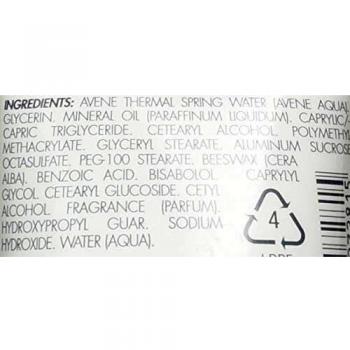 INGREDIENTS: AVENE THERMAL SPRING WATER (AVENE AQUA),
GLYCERIN, MINERAL OIL (PARAFFINUM LIQUIDUM), CAPRYLIC/
CAPRIC TRIGLYCERIDE, CETEARYL ALCOHOL, POLYMETHYL
METHACRYLATE, GLYCERYL STEARATE, ALUMINUM SUCROSE
OCTASULFATE, PEG-100 STEARATE, BEESWAX (CERA
ALBA), BENZOIC ACID, BISABOLOL, CAPRYLYL
GLYCOL, CETEARYL GLUCOSIDE, CETYL
ALCOHOL, FRAGRANCE (PARFUM),
HYDROXYPROPYL GUAR, SODIUM
HYDROXIDE, WATER (AQUA).
4